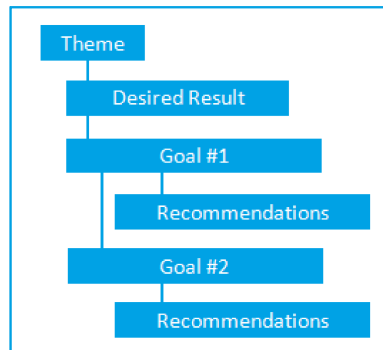 Theme
Desired Result
Goal #1
Recommendations
Goal #2
Recommendations